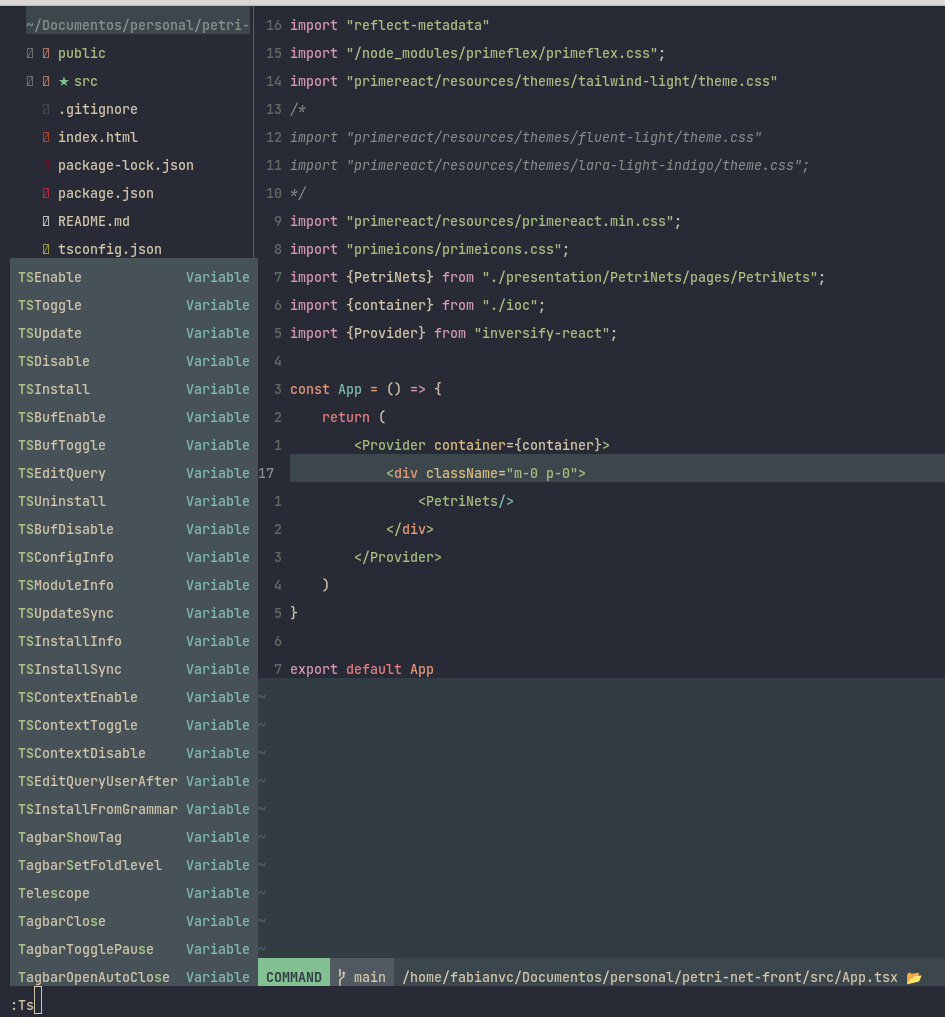 ~/Documentos/personal/petri-
public
★ src
.gitignore
index.html
package-lock.json
package.json
README.md
tsconfig.json
TSEnable Variable
TSToggle Variable
TSUpdate Variable
TSDisable Variable
TSInstall Variable
TSBufEnable Variable
TSBufToggle Variable
TSEditQuery Variable
TSUninstall Variable
TSBufDisable Variable
TSConfigInfo Variable
TSModuleInfo Variable
TSUpdateSync Variable
TSInstallInfo Variable
TSInstallSync Variable
TSContextEnable Variable
TSContextToggle Variable
TSContextDisable Variable
TSEditQueryUserAfter Variable
TSInstallFromGrammar Variable
TagbarShowTag Variable
TagbarSetFoldlevel Variable
Telescope Variable
TagbarClose Variable
TagbarTogglePause Variable
TagbarOpenAutoClose Variable
16 import "reflect-metadata"
15 import "/node_modules/primeflex/primeflex.css";
14 import "primereact/resources/themes/tailwind-light/theme.css"
13 /*
12 import "primereact/resources/themes/fluent-light/theme.css"
11 import "primereact/resources/themes/lara-light-indigo/theme.css";
10 */
9 import "primereact/resources/primereact.min.css";
8 import "primeicons/primeicons.css";
7 import {PetriNets} from "./presentation/PetriNets/pages/PetriNets";
6 import {container} from "./ioc";
5 import {Provider} from "inversify-react";
4
3 const App = () => {
2     return (
1         <Provider container={container}>
17             <div className="m-0 p-0">
1                 <PetriNets/>
2             </div>
3         </Provider>
4     )
5 }
6
7 export default App
~
~
~
~
~
~
~
~
~
~
COMMAND main /home/fabianvc/Documentos/personal/petri-net-front/src/App.tsx 📂
:Ts